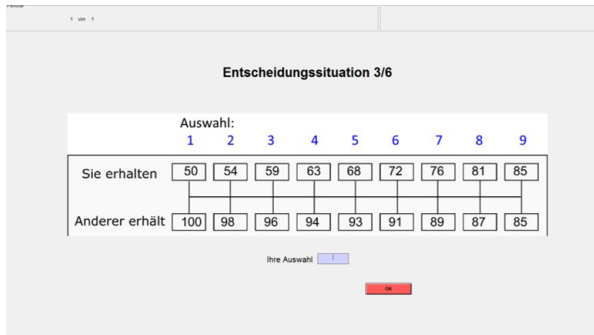 Periode
1 von 1
Entscheidungssituation 3/6
Auswahl:
1 2 3 4 5 6 7 8 9
Sie erhalten 50 54 59 63 68 72 76 81 85
Anderer erhält 100 98 96 94 93 91 89 87 85
Ihre Auswahl
OK